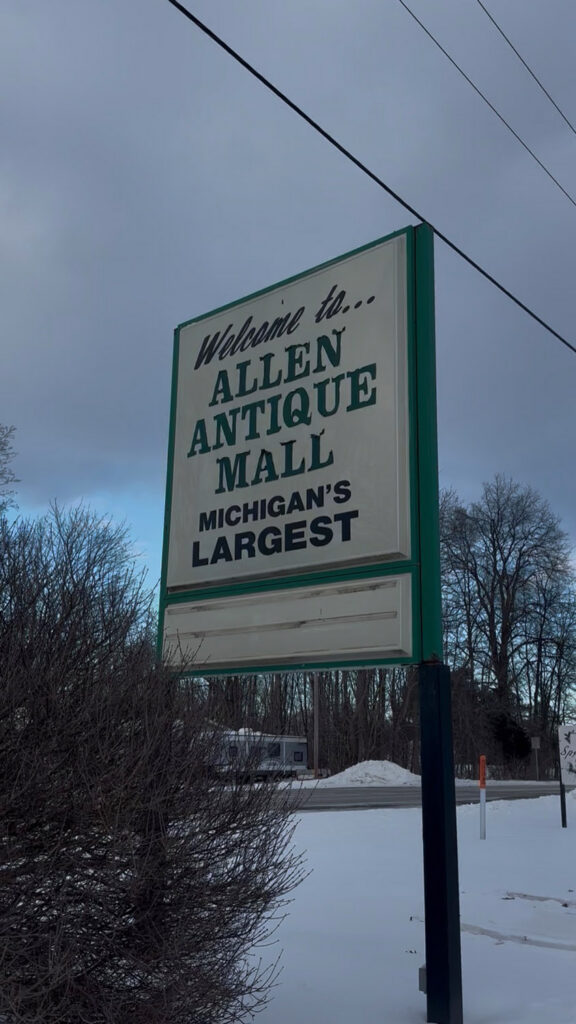 Welcome to...
ALLEN
ANTIQUE
MALL
MICHIGAN'S
LARGEST